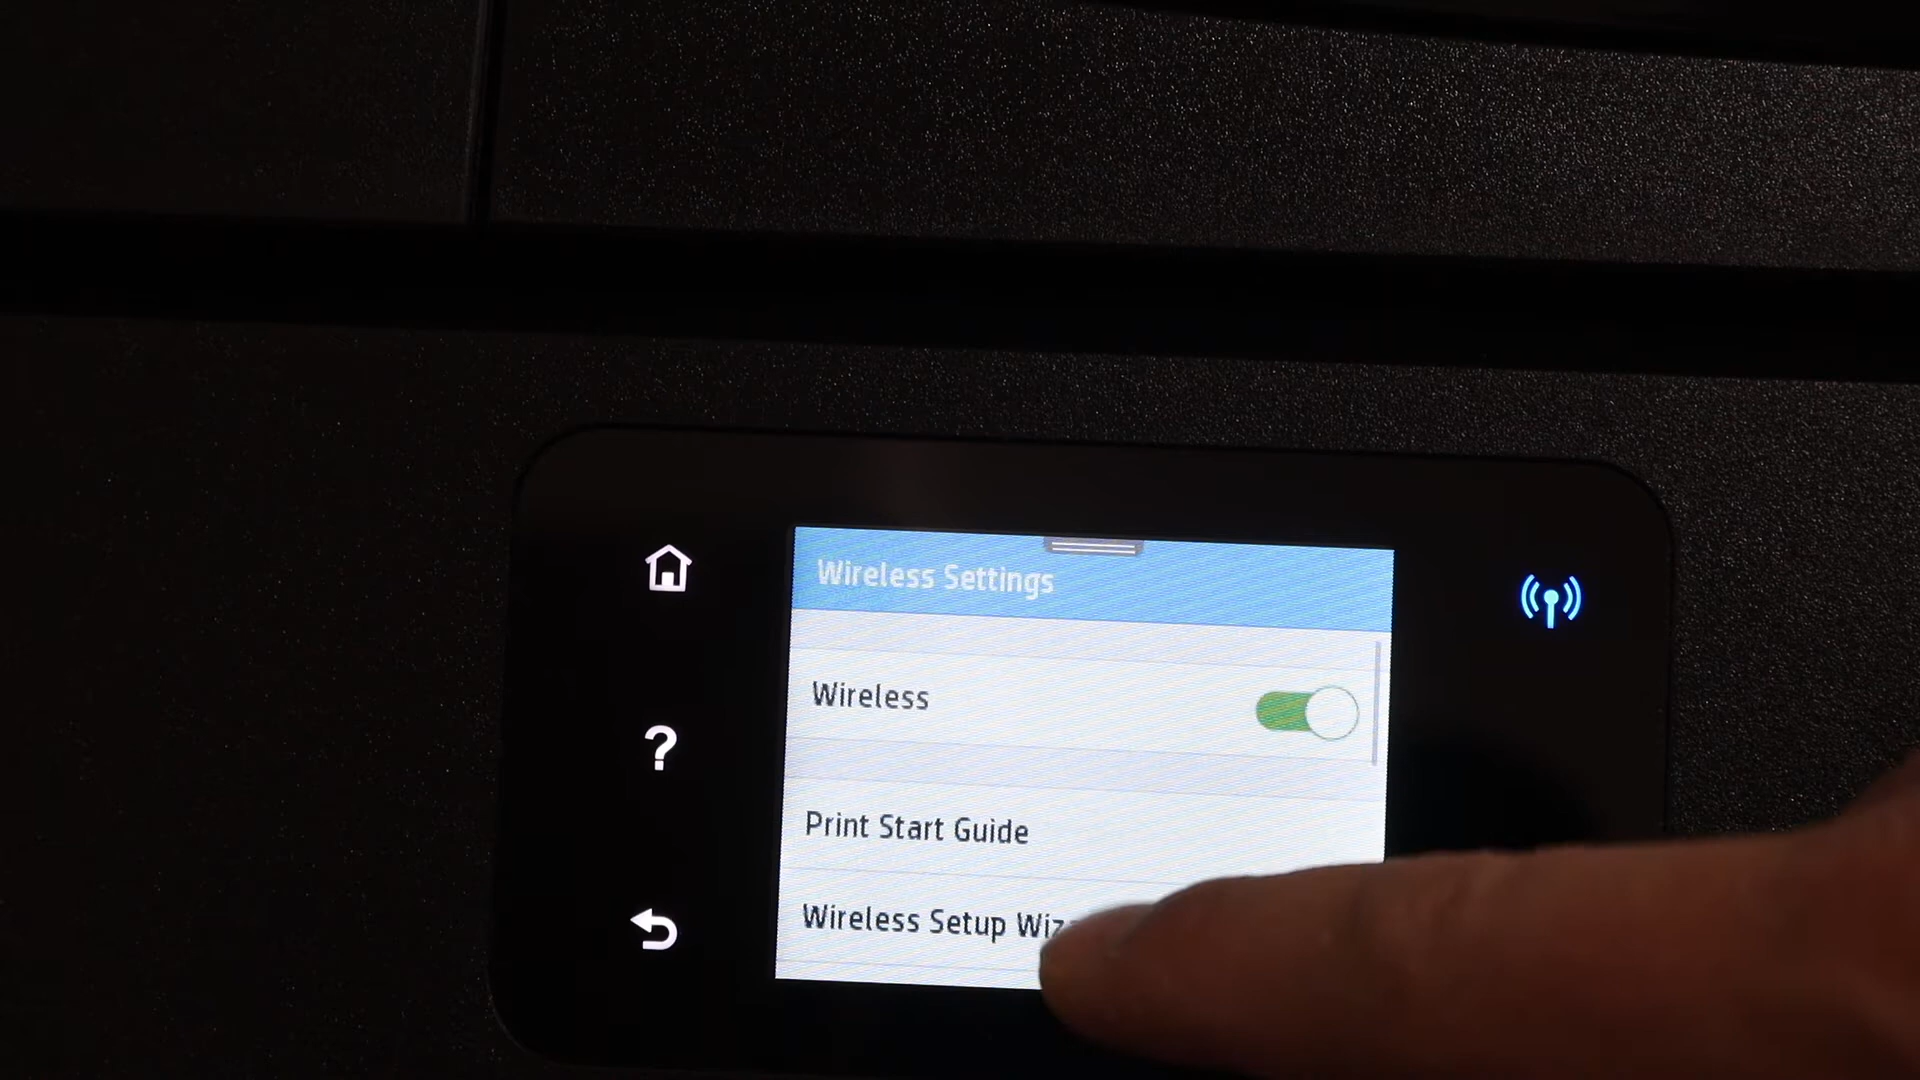 Wireless Settings
Wireless
Print Start Guide
Wireless Setup Wiz
?